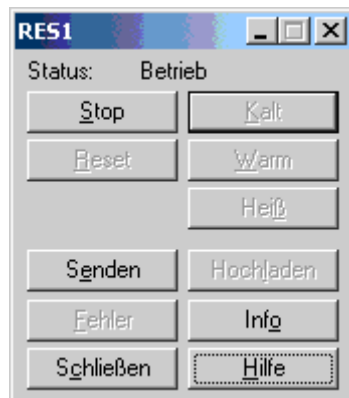 RES1
Status: Betrieb
Stop Kalt
Reset Warm
Heiß
Senden Hochladen
Fehler Info
Schließen Hilfe